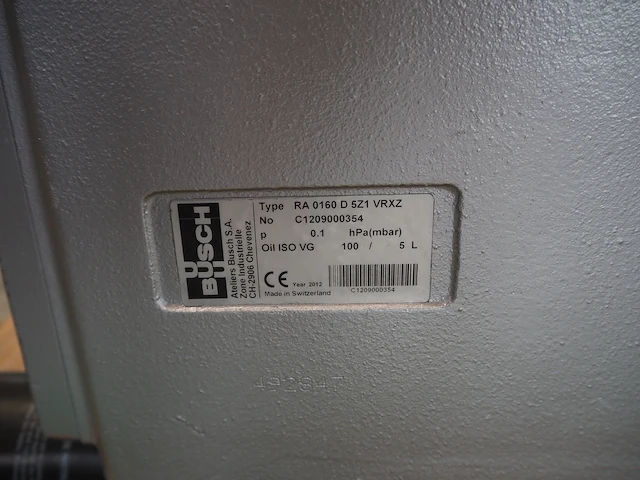 BUSCH
Ateliers Busch S.A.
Zone Industrielle
CH-2906 Chevenez
Type RA 0160 D 5Z1 VRXZ
No C1209000354
p 0.1 hPa(mbar)
Oil ISO VG 100 / 5 L
CE Year 2012
Made in Switzerland
C1209000354
492847